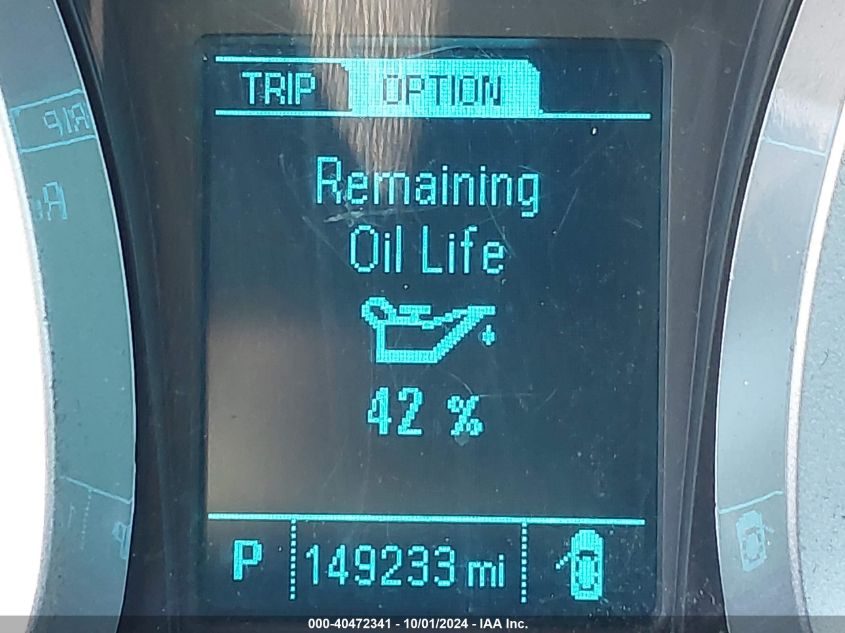 TRIP OPTION
Remaining
Oil Life
42 %
P 149233 mi
000-40472341 - 10/01/2024 - IAA Inc.